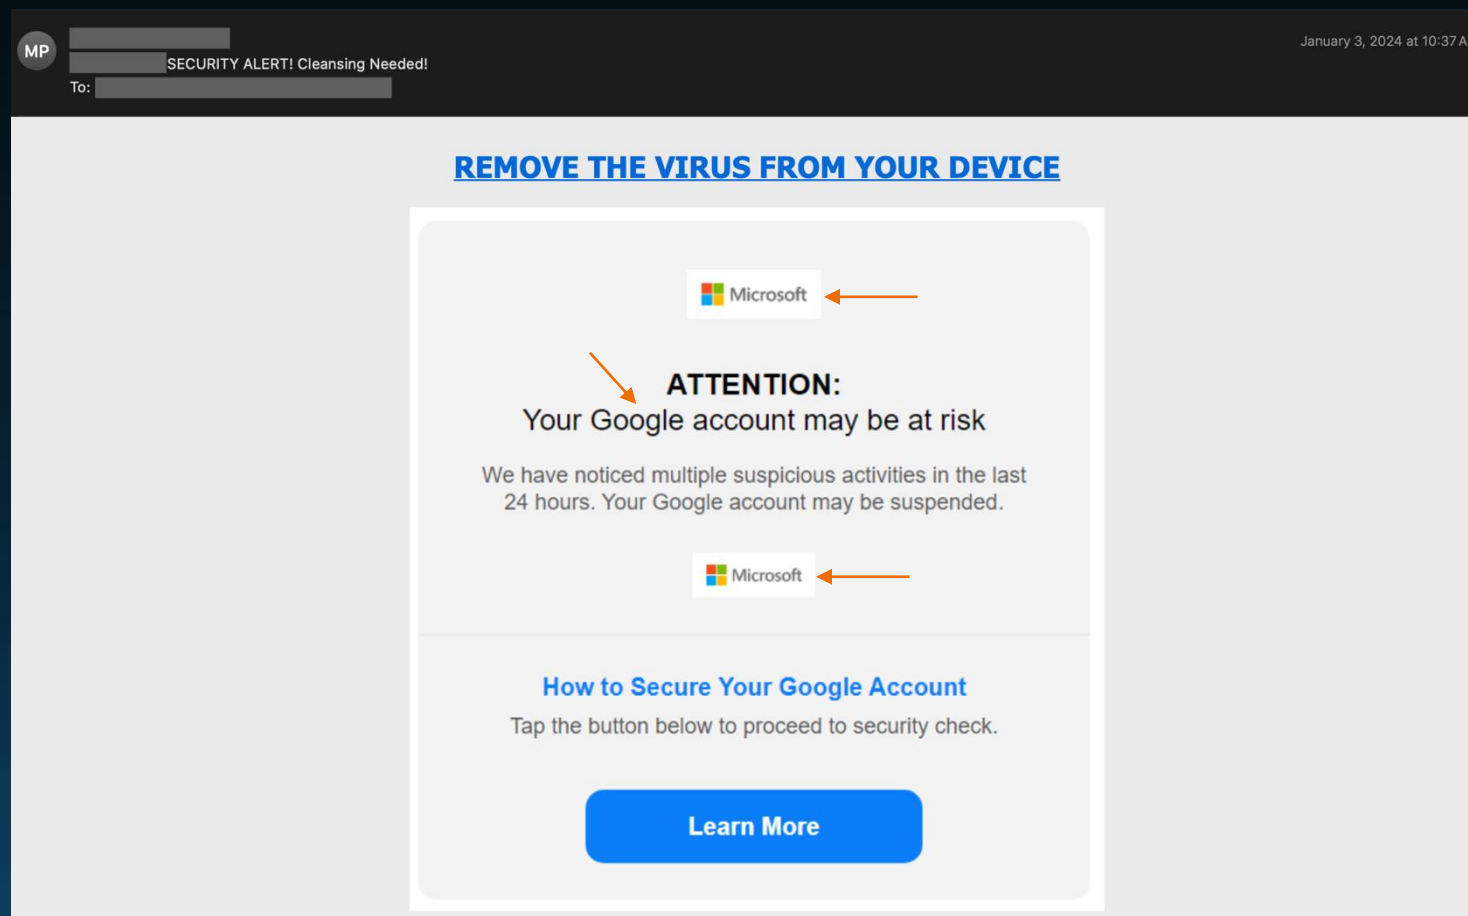 MP
January 3, 2024 at 10:37 A
SECURITY ALERT! Cleansing Needed!
To:
REMOVE THE VIRUS FROM YOUR DEVICE
Microsoft
ATTENTION:
Your Google account may be at risk
We have noticed multiple suspicious activities in the last
24 hours. Your Google account may be suspended.
Microsoft
How to Secure Your Google Account
Tap the button below to proceed to security check.
Learn More